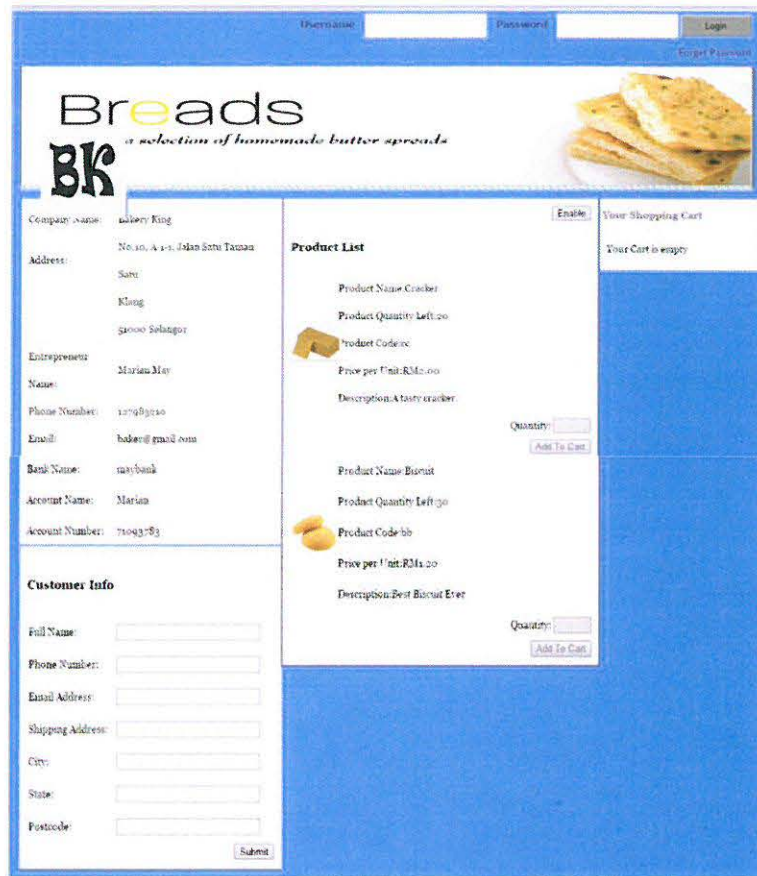 Username
Password
Login
Forget Password
Breads
a selection of homemade butter spreads
BK
Company Name: Bakery King
Address: No.10, A-1-1, Jalan Satu Taman
Satu
Klang
51000 Selangor
Entrepreneur
Name: Marian May
Phone Number: 127983210
Email: baker@gmail.com
Bank Name: maybank
Account Name: Marian
Account Number: 71093783
Customer Info
Full Name:
Phone Number:
Email Address:
Shipping Address:
City:
State:
Postcode:
Submit
Enable
Product List
Product Name:Cracker
Product Quantity Left:20
Product Code:cc
Price per Unit:RM2.00
Description:A tasty cracker
Quantity:
Add To Cart
Product Name:Biscuit
Product Quantity Left:30
Product Code:bb
Price per Unit:RM1.20
Description:Best Biscuit Ever
Quantity:
Add To Cart
Your Shopping Cart
Your Cart is empty